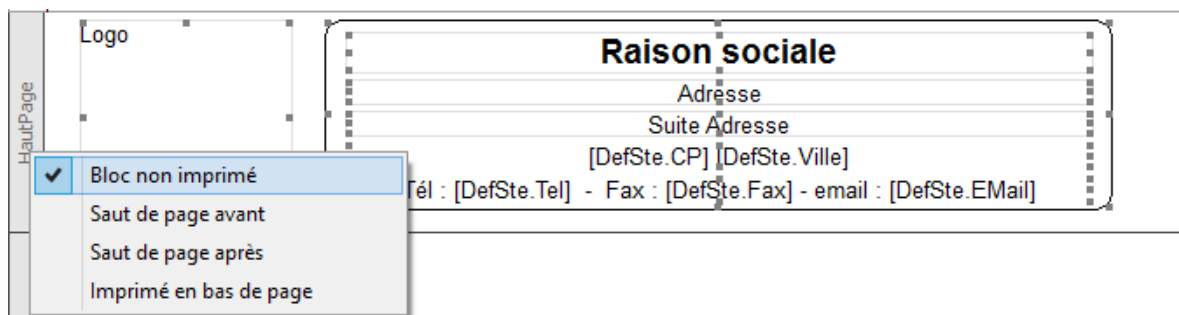 Logo
Raison sociale
Adresse
Suite Adresse
[DefSte.CP] [DefSte.Ville]
Tél : [DefSte.Tel] - Fax : [DefSte.Fax] - email : [DefSte.EMail]
HautPage
Bloc non imprimé
Saut de page avant
Saut de page après
Imprimé en bas de page